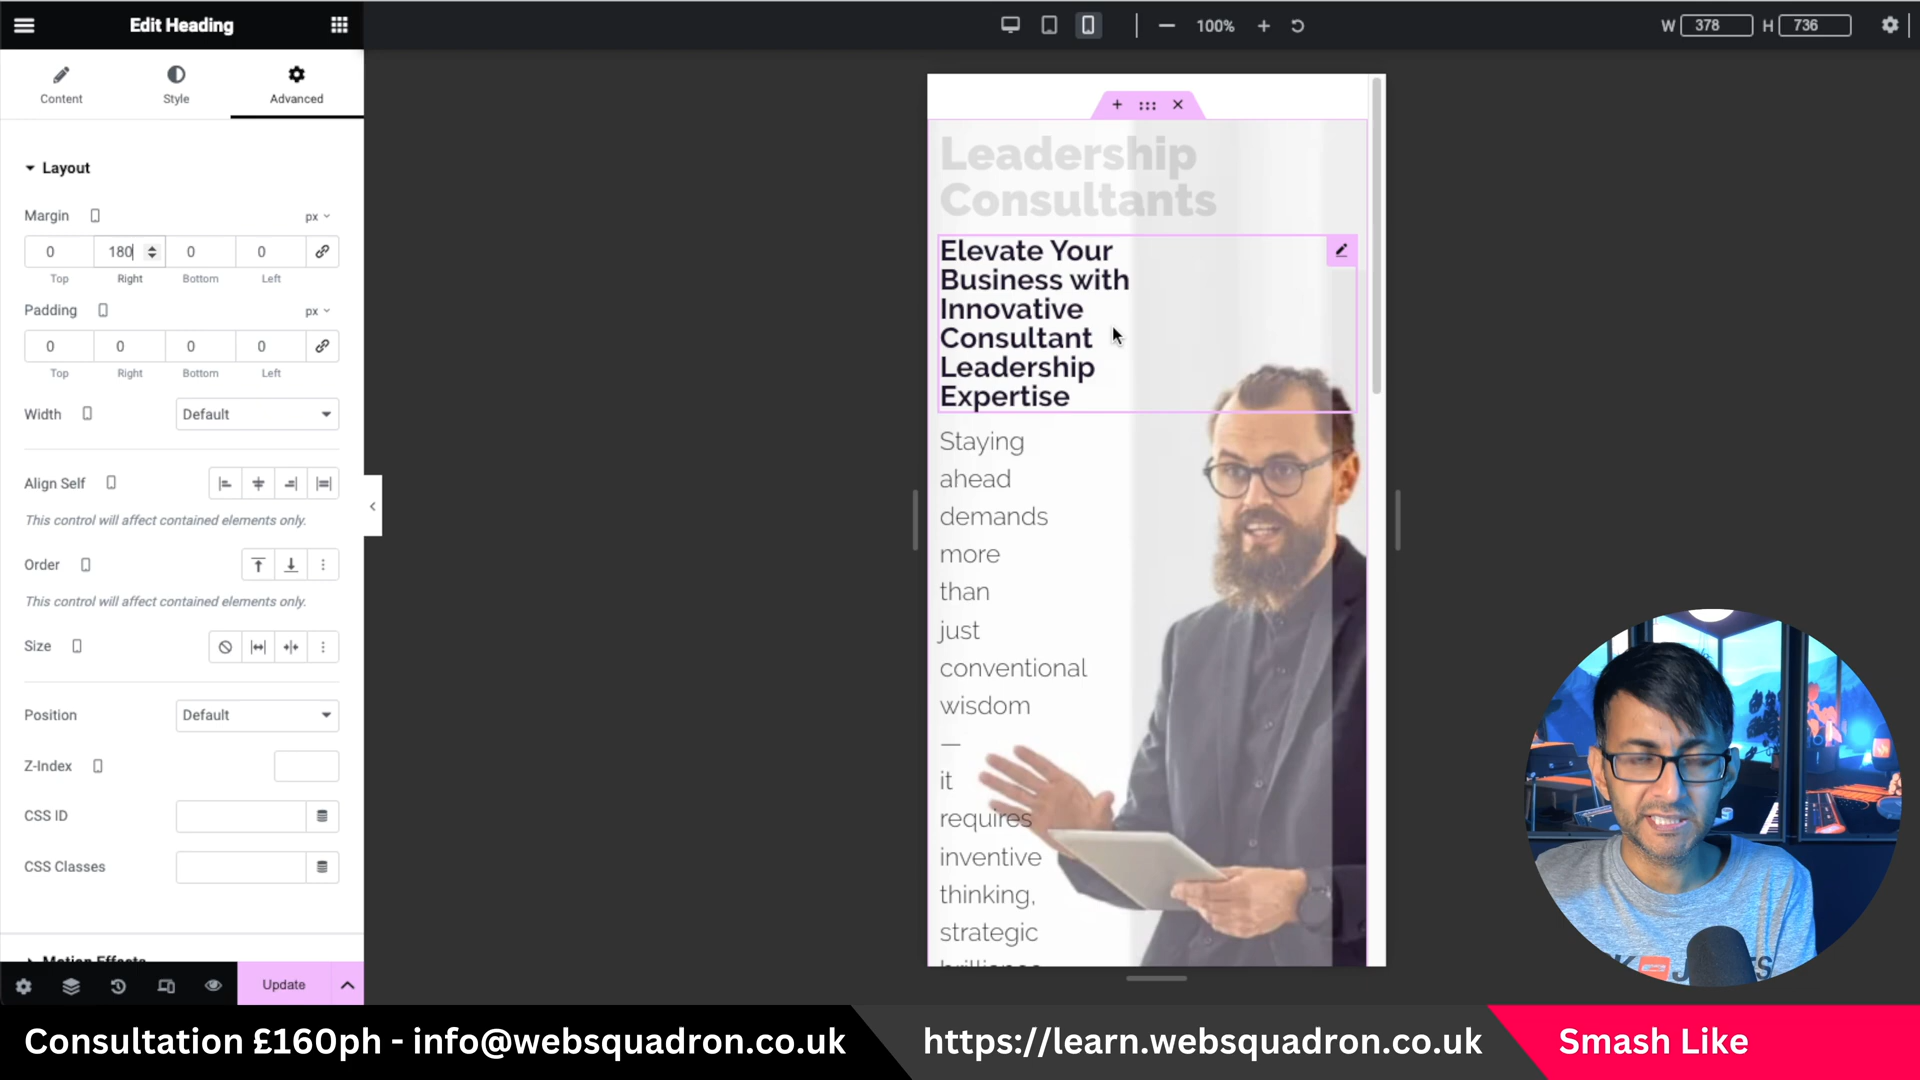 Edit Heading
100%
W 378 H 736
Content
Style
Advanced
Layout
Margin
px
0 180 0 0
Top Right Bottom Left
Padding
px
0 0 0 0
Top Right Bottom Left
Width
Default
Align Self
This control will affect contained elements only.
Order
This control will affect contained elements only.
Size
Position
Default
Z-Index
CSS ID
CSS Classes
Update
Leadership
Consultants
Elevate Your
Business with
Innovative
Consultant
Leadership
Expertise
Staying
ahead
demands
more
than
just
conventional
wisdom
—
it
requires
inventive
thinking,
strategic
Consultation £160ph - info@websquadron.co.uk
https://learn.websquadron.co.uk
Smash Like